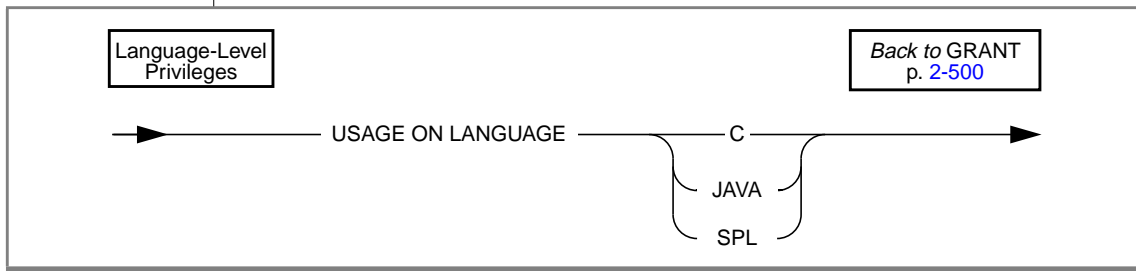 Language-Level
Privileges
Back to GRANT
p. 2-500
USAGE ON LANGUAGE
C
JAVA
SPL